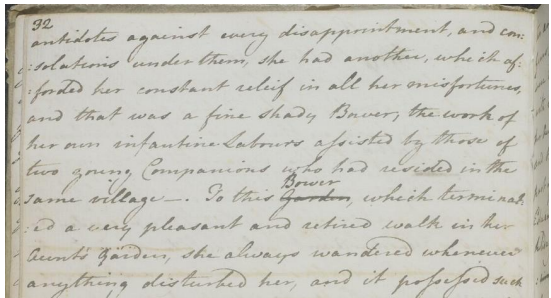 32
antidotes against every disappointment, and con:
:solations under them, she had another, which af:
:forded her constant releif in all her misfortunes,
and that was a fine shady Bower, the work of
her own infantine Labours assisted by those of
two young Companions who had resided in the
same village—. To this Garden Bower, which terminat:
:ed a very pleasant and retired walk in her
Aunt's Garden, she always wandered whenever
anything disturbed her, and it possessed such